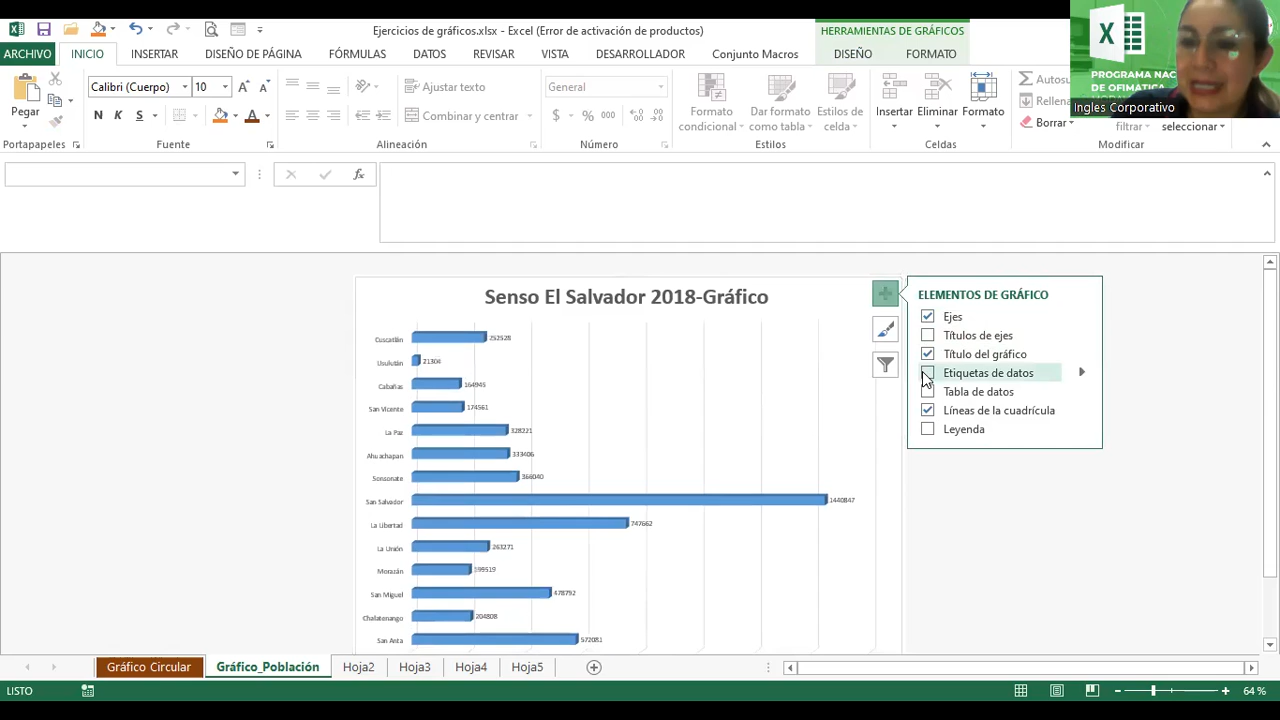 Ejercicios de gráficos.xlsx - Excel (Error de activación de productos)
HERRAMIENTAS DE GRÁFICOS
ARCHIVO INICIO INSERTAR DISEÑO DE PÁGINA FÓRMULAS DATOS REVISAR VISTA DESARROLLADOR Conjunto Macros DISEÑO FORMATO
PROGRAMA NAC
DE OFIMÁTICA
Ingles Corporativo
Pegar
Calibri (Cuerpo) 10
N K S
Ajustar texto
Combinar y centrar
General
$ % 000
Formato condicional
Dar formato como tabla
Estilos de celda
Insertar
Eliminar
Formato
Autosu
Rellena
Borrar
filtrar
seleccionar
Portapapeles Fuente Alineación Número Estilos Celdas Modificar
fx
Senso El Salvador 2018-Gráfico
Cuscatlán 252528
Usulután 21304
Cabañas 164945
San Vicente 174561
La Paz 328221
Ahuachapan 333406
Sonsonate 366040
San Salvador 1440847
La Libertad 747662
La Unión 263271
Morazán 199519
San Miguel 478792
Chalatenango 204808
San Anta 572081
ELEMENTOS DE GRÁFICO
Ejes
Títulos de ejes
Título del gráfico
Etiquetas de datos
Tabla de datos
Líneas de la cuadrícula
Leyenda
Gráfico Circular Gráfico_Población Hoja2 Hoja3 Hoja4 Hoja5
LISTO
64 %